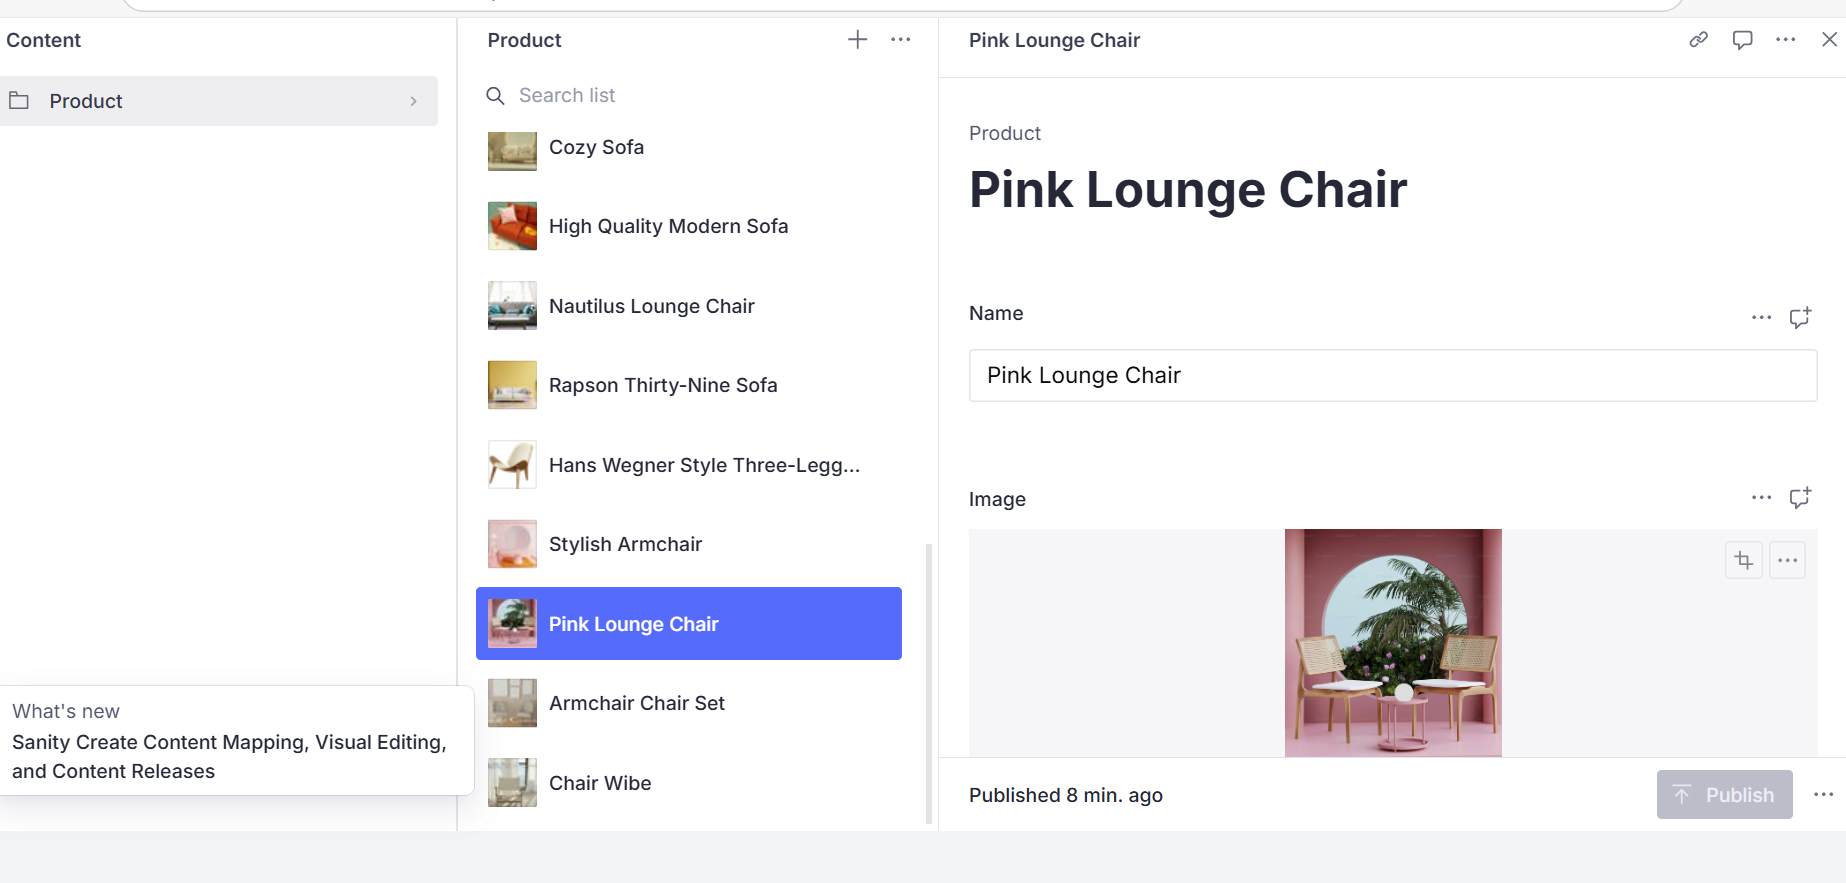 Content
Product
Product
Search list
Cozy Sofa
High Quality Modern Sofa
Nautilus Lounge Chair
Rapson Thirty-Nine Sofa
Hans Wegner Style Three-Legg...
Stylish Armchair
Pink Lounge Chair
Armchair Chair Set
Chair Wibe
What's new
Sanity Create Content Mapping, Visual Editing,
and Content Releases
Pink Lounge Chair
Product
Pink Lounge Chair
Name
Pink Lounge Chair
Image
Published 8 min. ago
Publish